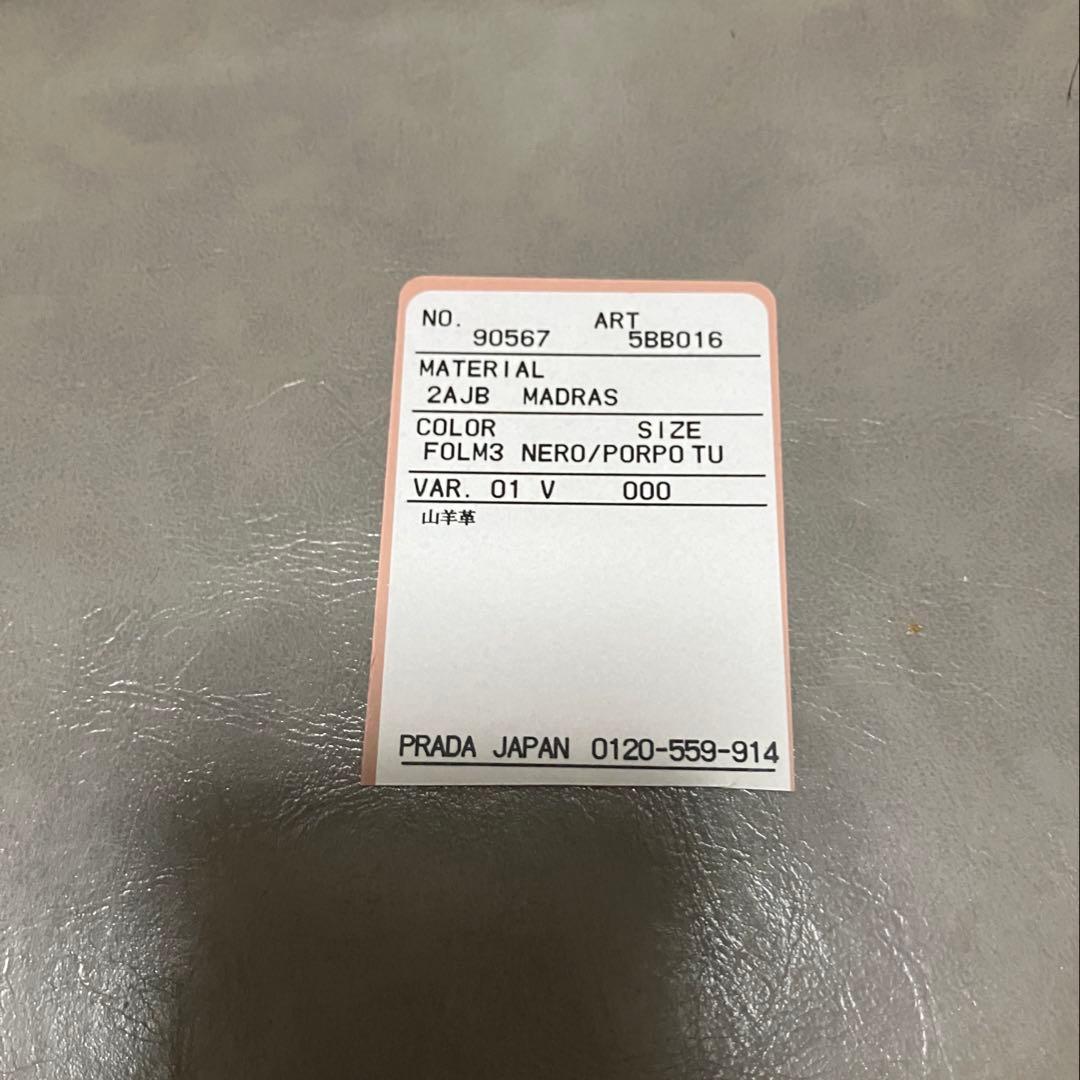 NO. ART
90567 5BB016
MATERIAL
2AJB MADRAS
COLOR SIZE
F0LM3 NERO/PORPO TU
VAR. 01 V 000
山羊革
PRADA JAPAN 0120-559-914